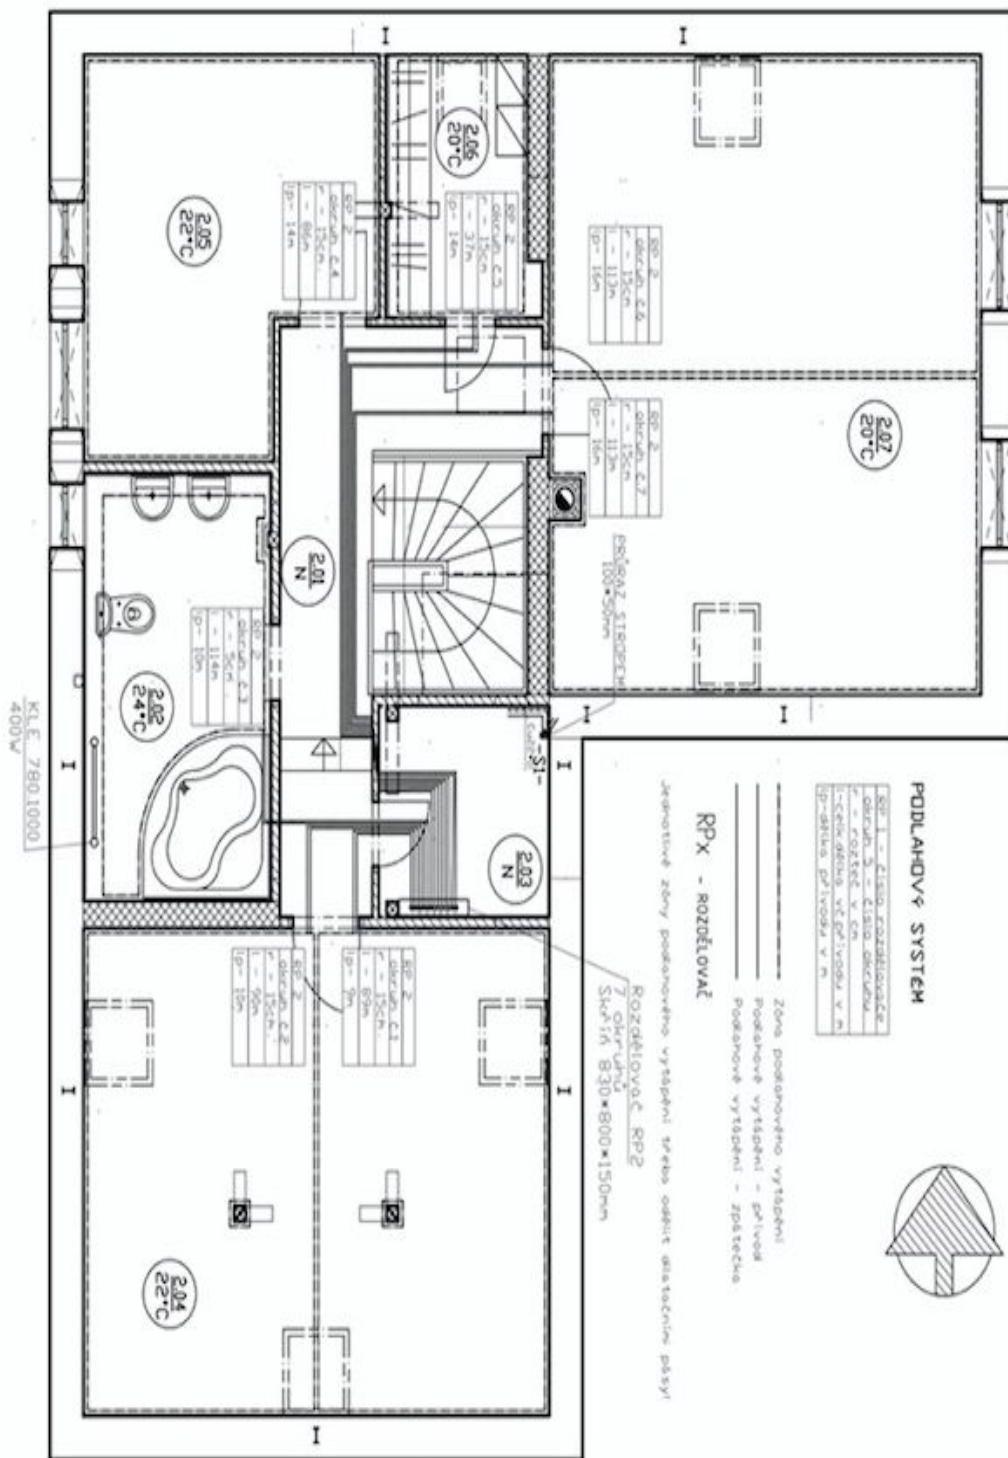 PODLAHOVÝ SYSTÉM
RP 1 - číslo rozdělovače
okruh 5 - číslo okruhu
r - rozteč v cm
l-celk.délka vč.přívodu v m
lp-délka přívodu v m
Zóna podlahového vytápění
Podlahové vytápění - přívod
Podlahové vytápění - zpátečka
RPx - ROZDĚLOVAČ
Jednotlivé zóny podlahového vytápění třeba oddělit dilatačními pásy!
Rozdělovač RP2
7 okruhů
Skříň 830*800*150mm
PRŮRAZ STROPEM
100*50mm
2.07
20°C
RP 2
okruh č.6
r - 15cm
l - 113m
lp- 16m
RP 2
okruh č.7
r - 15cm
l - 113m
lp- 16m
2.06
20°C
RP 2
okruh č.5
r - 15cm
l - 37m
lp- 14m
2.05
22°C
RP 2
okruh č.4
r - 15cm.
l - 86m
lp- 14m
2.01
N
-S1-
2.03
N
2.02
24°C
RP 2
okruh č.3
r - 5cm.
l - 114m
lp- 10m
KLE 780.1000
400W
RP 2
okruh č.1
r - 15cm.
l - 89m
lp- 9m
RP 2
okruh č.2
r - 15cm.
l - 90m
lp- 10m
2.04
22°C